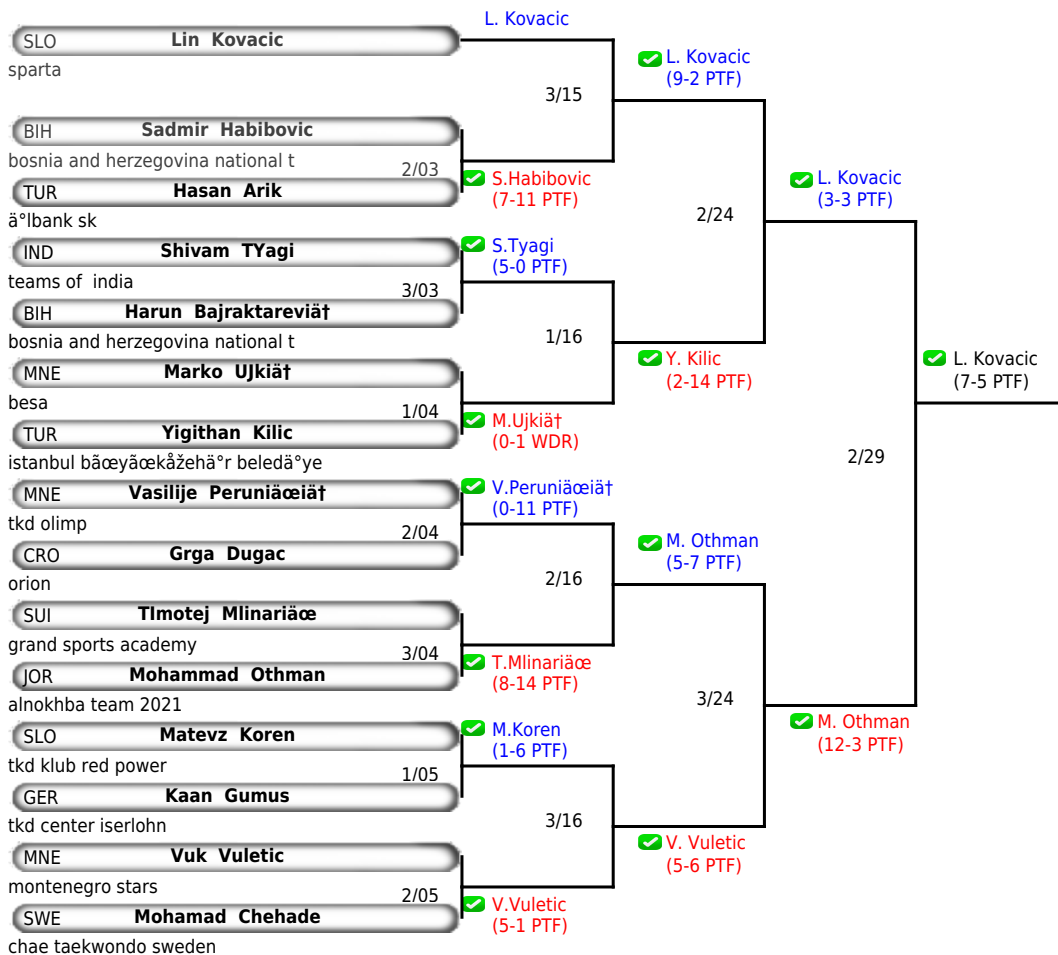 L. Kovacic
SLO Lin Kovacic
sparta
L. Kovacic
(9-2 PTF)
3/15
BIH Sadmir Habibovic
bosnia and herzegovina national t
2/03
S.Habibovic
(7-11 PTF)
TUR Hasan Arik
ä°lbank sk
L. Kovacic
(3-3 PTF)
2/24
IND Shivam TYagi
teams of india
S.Tyagi
(5-0 PTF)
3/03
BIH Harun Bajraktareviä†
bosnia and herzegovina national t
1/16
MNE Marko UJkiä†
besa
Y. Kilic
(2-14 PTF)
L. Kovacic
(7-5 PTF)
1/04
M.Ujkiä†
(0-1 WDR)
TUR Yigithan Kilic
istanbul bãœyãœkåžehä°r beledä°ye
2/29
MNE Vasilije Peruniäœiä†
tkd olimp
V.Peruniäœiä†
(0-11 PTF)
2/04
CRO Grga Dugac
orion
M. Othman
(5-7 PTF)
2/16
SUI TImotej Mlinariäœ
grand sports academy
3/04
T.Mlinariäœ
(8-14 PTF)
JOR Mohammad Othman
alnokhba team 2021
3/24
M. Othman
(12-3 PTF)
SLO Matevz Koren
tkd klub red power
M.Koren
(1-6 PTF)
1/05
GER Kaan Gumus
tkd center iserlohn
3/16
MNE Vuk Vuletic
montenegro stars
V. Vuletic
(5-6 PTF)
2/05
V.Vuletic
(5-1 PTF)
SWE Mohamad Chehade
chae taekwondo sweden